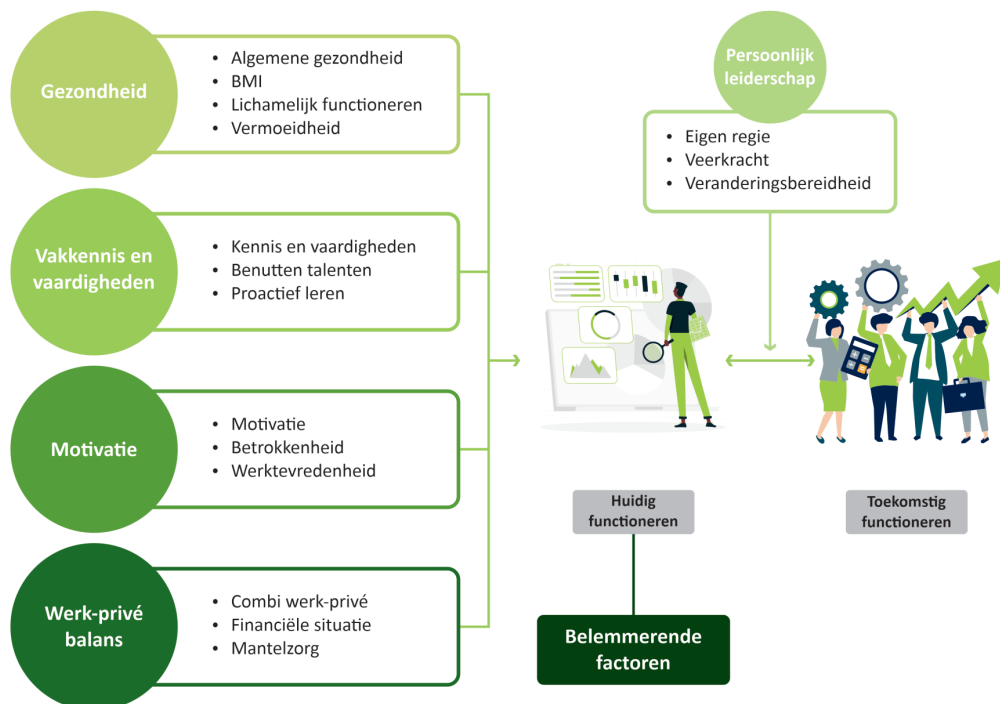 Gezondheid
• Algemene gezondheid
• BMI
• Lichamelijk functioneren
• Vermoeidheid
Vakkennis en
vaardigheden
• Kennis en vaardigheden
• Benutten talenten
• Proactief leren
Motivatie
• Motivatie
• Betrokkenheid
• Werktevredenheid
Werk-privé
balans
• Combi werk-privé
• Financiële situatie
• Mantelzorg
Persoonlijk
leiderschap
• Eigen regie
• Veerkracht
• Veranderingsbereidheid
Huidig
functioneren
Toekomstig
functioneren
Belemmerende
factoren